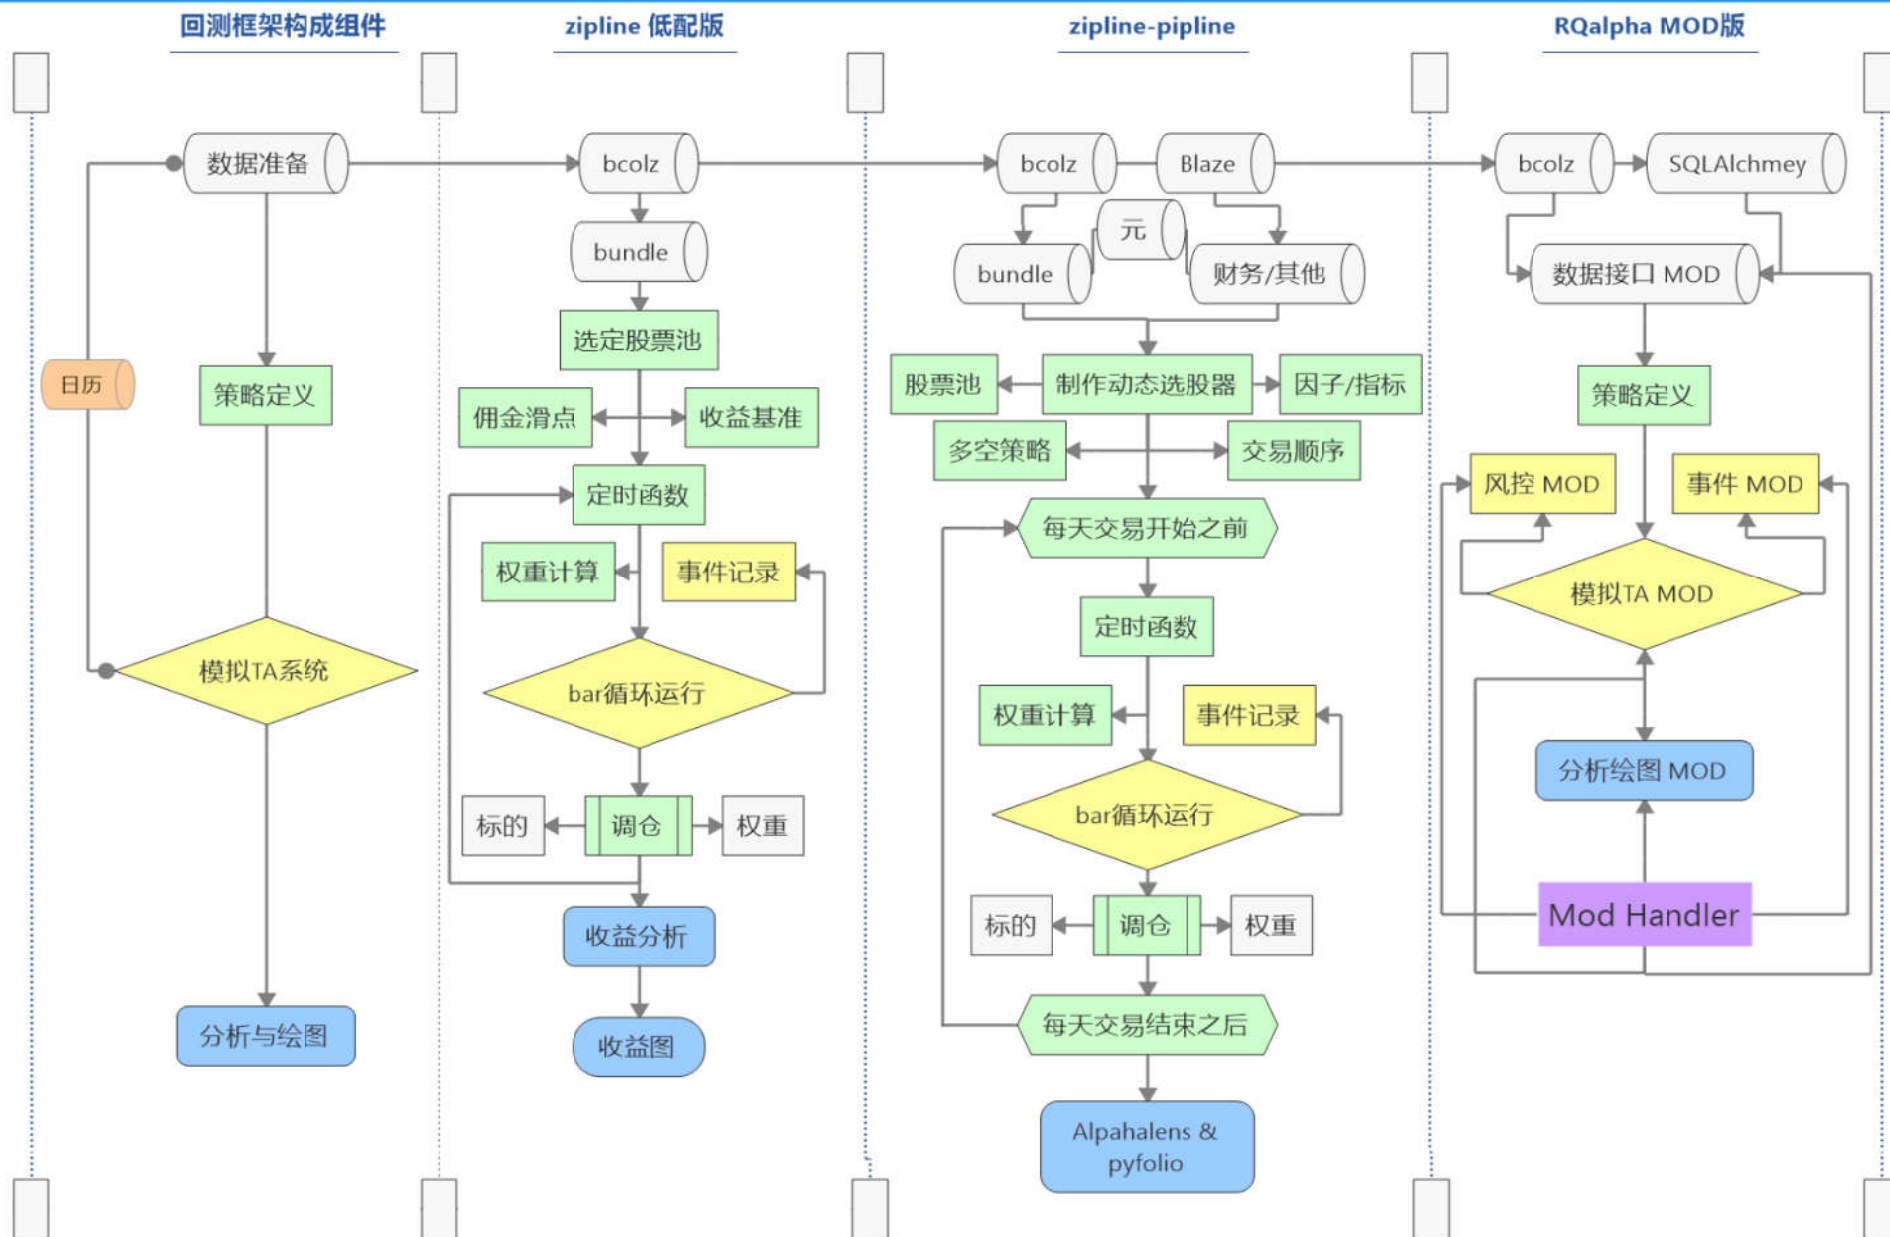 回测框架构成组件
zipline 低配版
zipline-pipline
RQalpha MOD版
数据准备
日历
策略定义
模拟TA系统
分析与绘图
bcolz
bundle
选定股票池
佣金滑点
收益基准
定时函数
权重计算
事件记录
bar循环运行
标的
调仓
权重
收益分析
收益图
bcolz
Blaze
元
bundle
财务/其他
股票池
制作动态选股器
因子/指标
多空策略
交易顺序
每天交易开始之前
定时函数
权重计算
事件记录
bar循环运行
标的
调仓
权重
每天交易结束之后
Alpahalens &
pyfolio
bcolz
SQLAlchmey
数据接口 MOD
策略定义
风控 MOD
事件 MOD
模拟TA MOD
分析绘图 MOD
Mod Handler